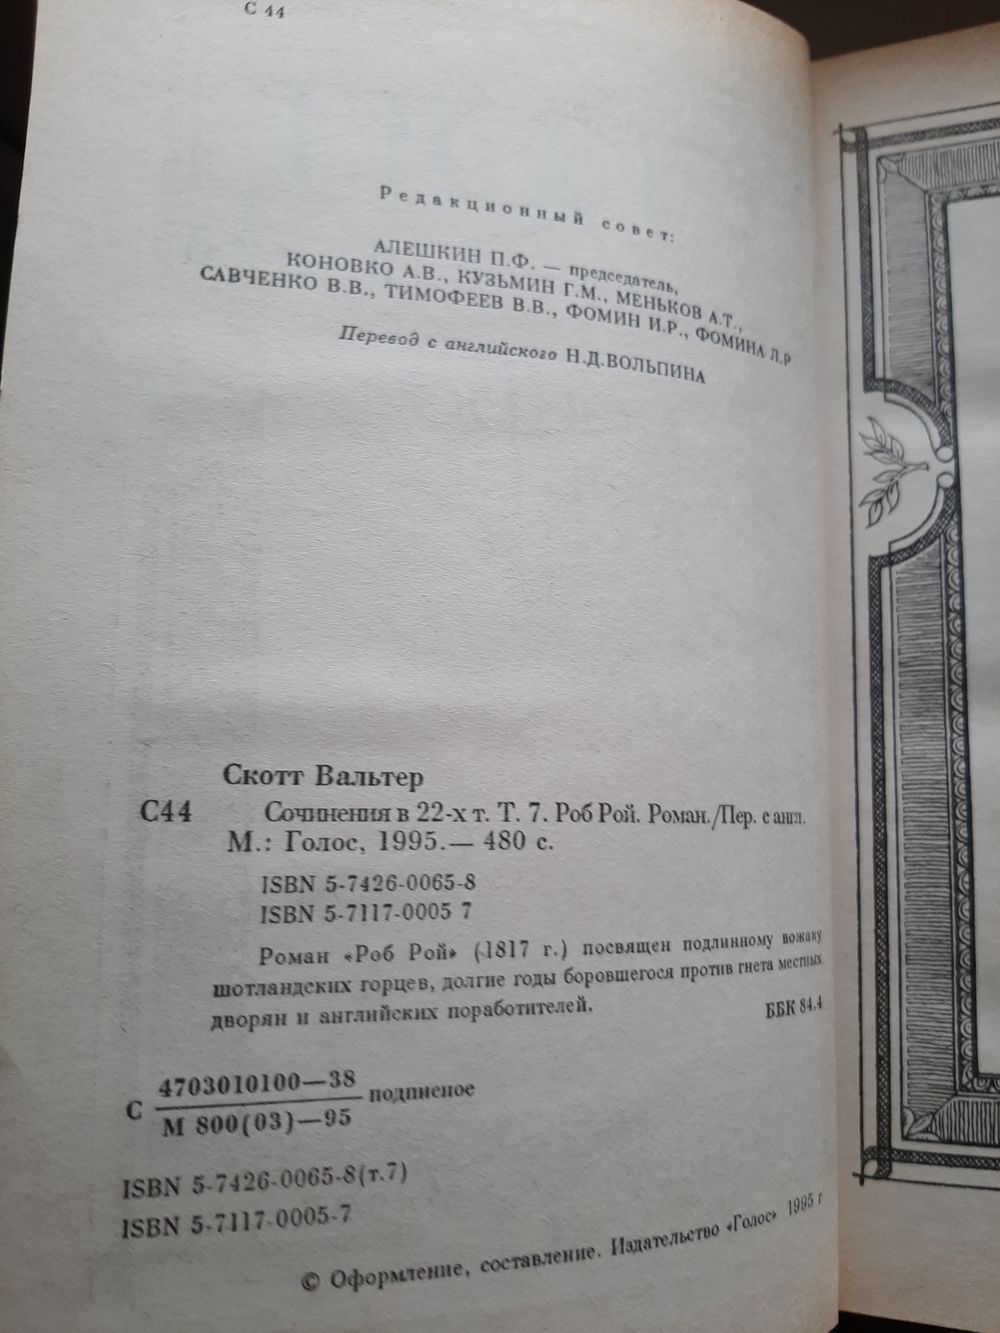 С 44
Редакционный совет:
АЛЕШКИН П.Ф. — председатель,
КОНОВКО А.В., КУЗЬМИН Г.М., МЕНЬКОВ А.Т.,
САВЧЕНКО В.В., ТИМОФЕЕВ В.В., ФОМИН И.Р., ФОМИНА Л.Р
Перевод с английского Н.Д.ВОЛЬПИНА
Скотт Вальтер
С44 Сочинения в 22-х т. Т. 7. Роб Рой. Роман./Пер. с англ.
М.: Голос, 1995.— 480 с.
ISBN 5-7426-0065-8
ISBN 5-7117-0005 7
Роман «Роб Рой» (1817 г.) посвящен подлинному вожаку
шотландских горцев, долгие годы боровшегося против гнета местных
дворян и английских поработителей.
ББК 84.4
С 4703010100—38 подписное
М 800(03)—95
ISBN 5-7426-0065-8(т.7)
ISBN 5-7117-0005-7
© Оформление, составление. Издательство «Голос» 1995 г